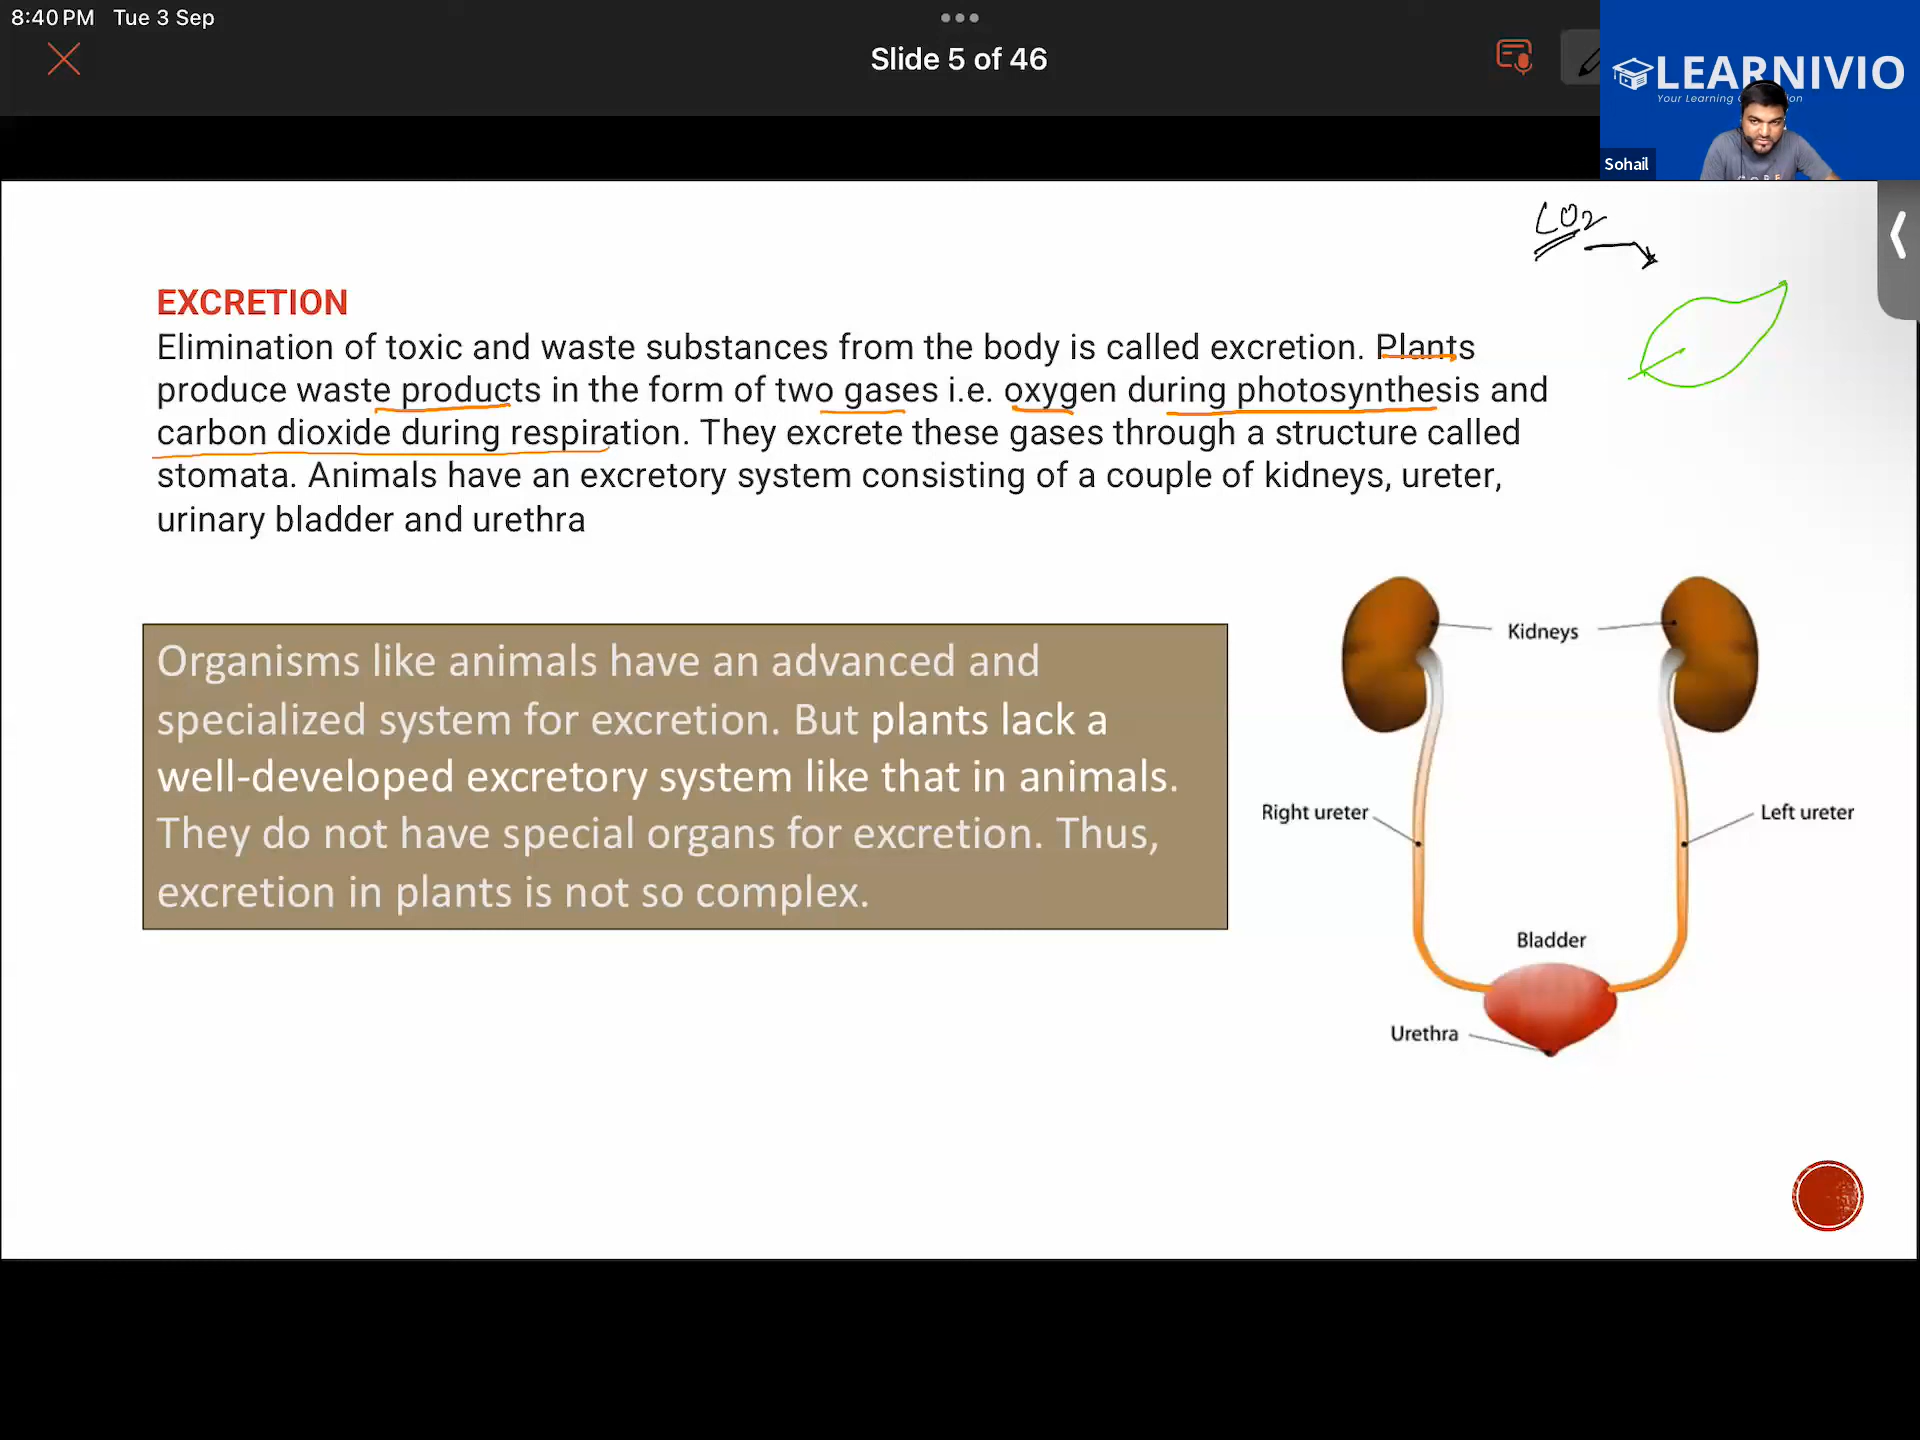 8:40 PM Tue 3 Sep
Slide 5 of 46
LEARNIVIO
Your Learning
Sohail
CO2
EXCRETION
Elimination of toxic and waste substances from the body is called excretion. Plants
produce waste products in the form of two gases i.e. oxygen during photosynthesis and
carbon dioxide during respiration. They excrete these gases through a structure called
stomata. Animals have an excretory system consisting of a couple of kidneys, ureter,
urinary bladder and urethra
Organisms like animals have an advanced and
specialized system for excretion. But plants lack a
well-developed excretory system like that in animals.
They do not have special organs for excretion. Thus,
excretion in plants is not so complex.
Kidneys
Right ureter
Left ureter
Bladder
Urethra